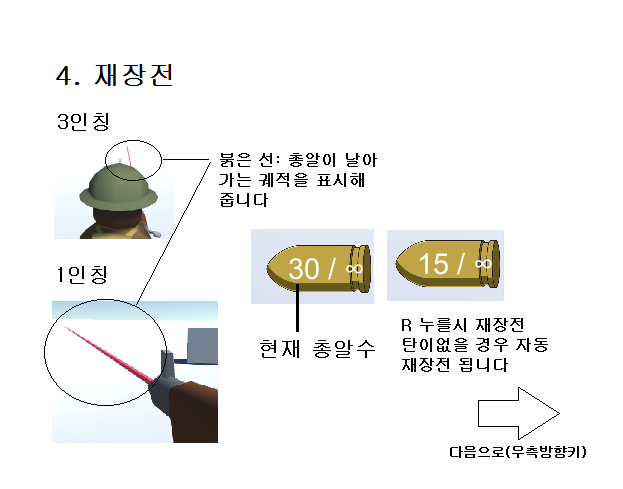 4. 재장전
3인칭
붉은 선: 총알이 날아
가는 궤적을 표시해
줍니다
1인칭
30 / ∞
15 / ∞
현재 총알수
R 누를시 재장전
탄이없을 경우 자동
재장전 됩니다
다음으로(우측방향키)